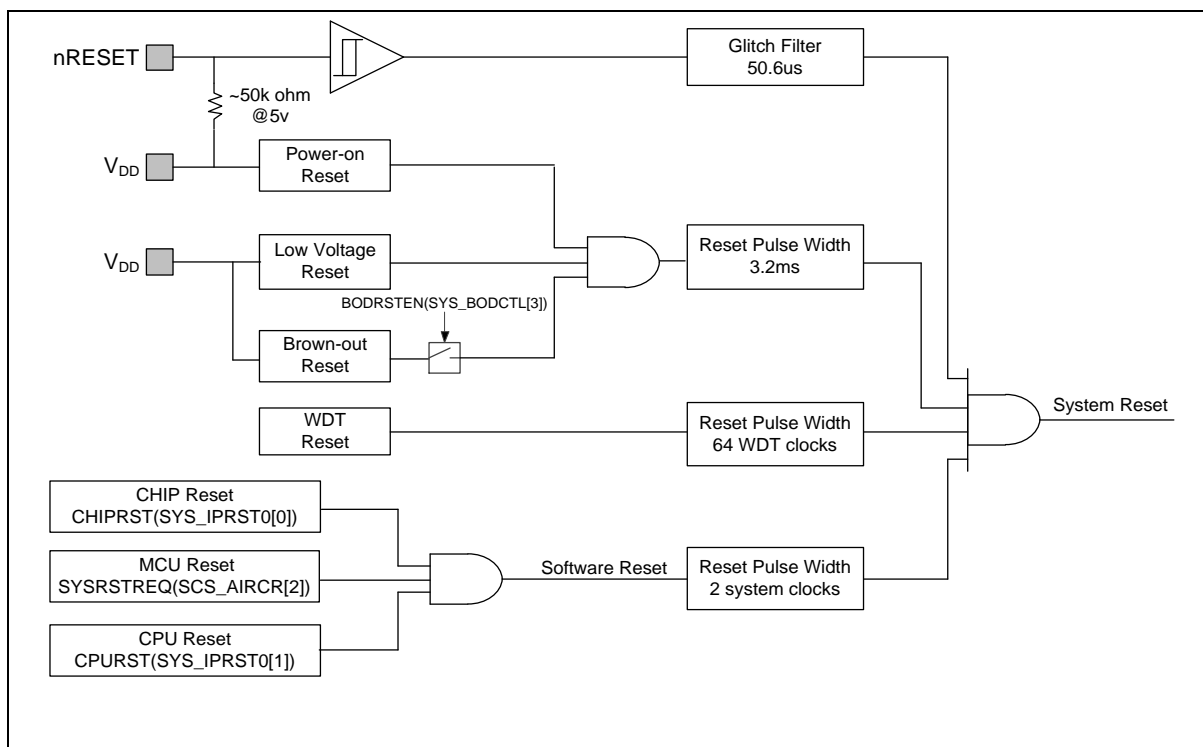 nRESET
Glitch Filter
50.6us
~50k ohm
@5v
VDD
Power-on
Reset
VDD
Low Voltage
Reset
Reset Pulse Width
3.2ms
BODRSTEN(SYS_BODCTL[3])
Brown-out
Reset
System Reset
WDT
Reset
Reset Pulse Width
64 WDT clocks
CHIP Reset
CHIPRST(SYS_IPRST0[0])
MCU Reset
SYSRSTREQ(SCS_AIRCR[2])
Software Reset
Reset Pulse Width
2 system clocks
CPU Reset
CPURST(SYS_IPRST0[1])